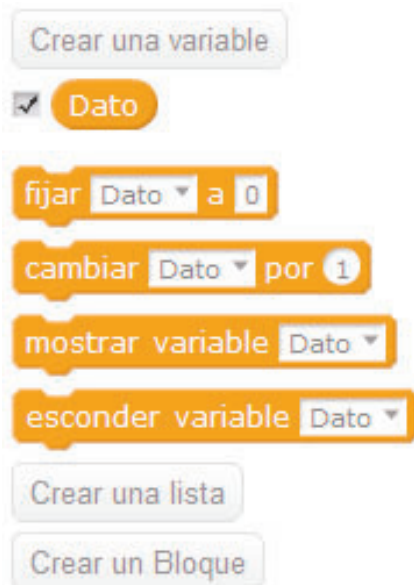 Crear una variable
Dato
fijar Dato a 0
cambiar Dato por 1
mostrar variable Dato
esconder variable Dato
Crear una lista
Crear un Bloque